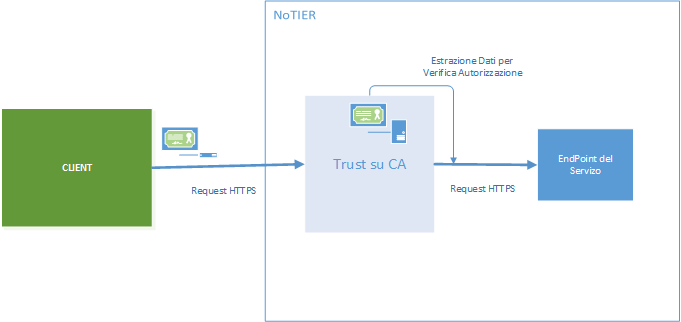 NoTIER
Estrazione Dati per
Verifica Autorizzazione
CLIENT
Trust su CA
EndPoint del
Servizo
Request HTTPS
Request HTTPS